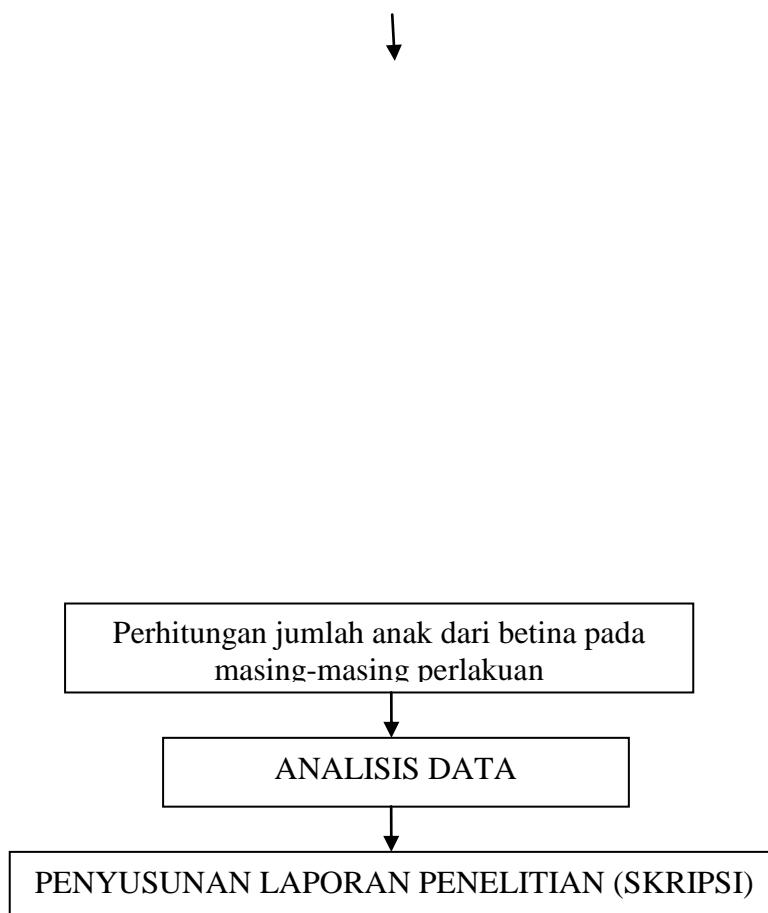 Perhitungan jumlah anak dari betina pada
masing-masing perlakuan
ANALISIS DATA
PENYUSUNAN LAPORAN PENELITIAN (SKRIPSI)